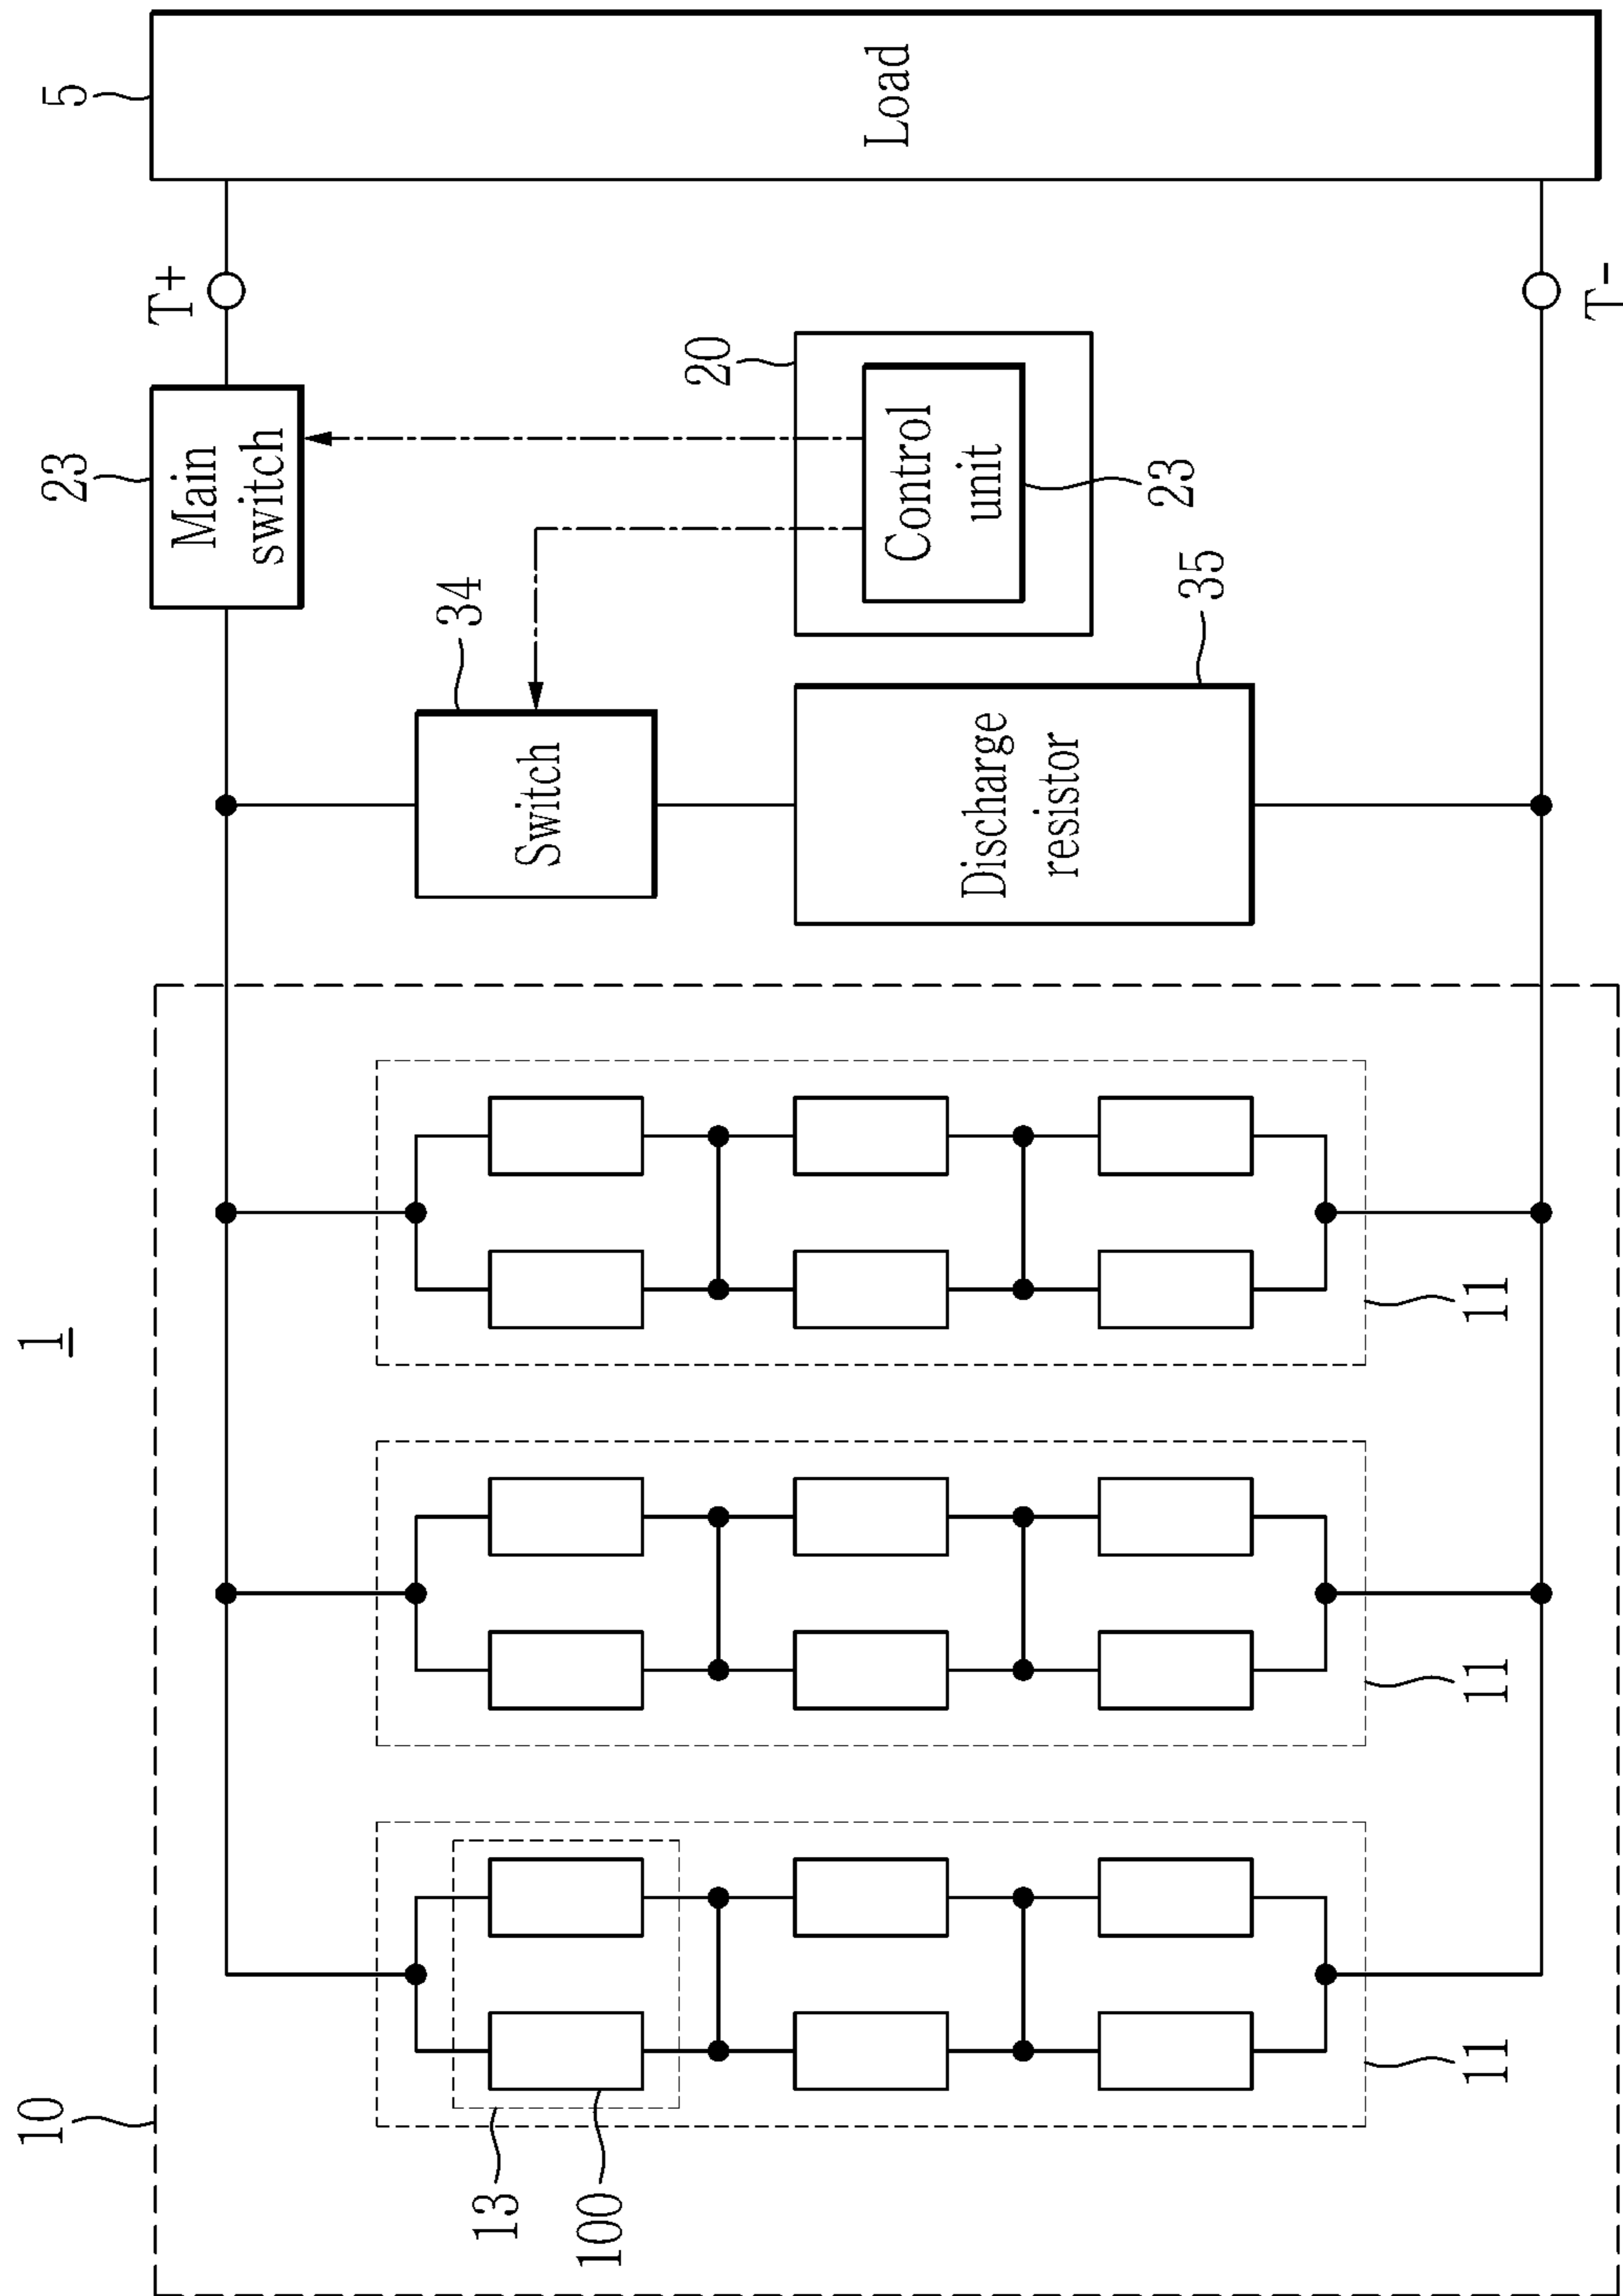 1
10
13
100
11
11
11
34
Switch
Discharge
resistor
35
23
Main
switch
20
Control
unit
23
T+
T-
5
Load